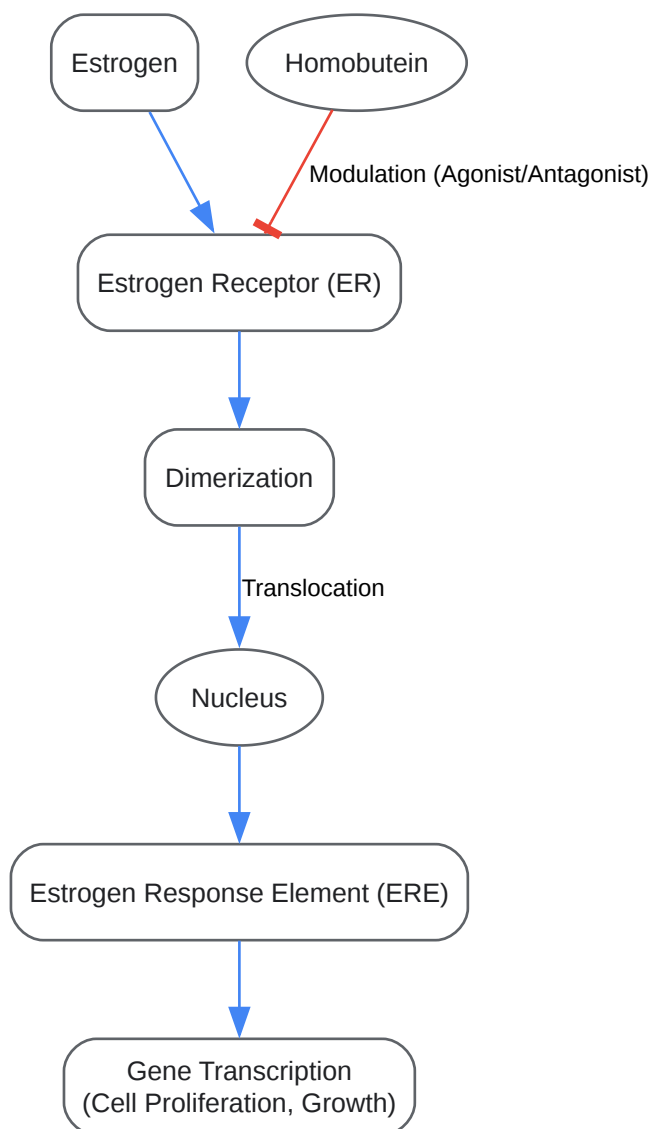 Estrogen
Homobutein
Modulation (Agonist/Antagonist)
Estrogen Receptor (ER)
Dimerization
Translocation
Nucleus
Estrogen Response Element (ERE)
Gene Transcription
(Cell Proliferation, Growth)